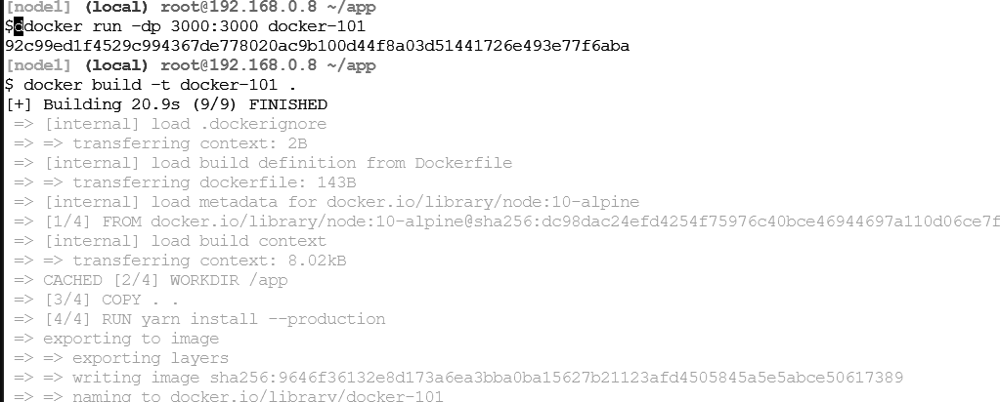 [node1] (local) root@192.168.0.8 ~/app
$ddocker run -dp 3000:3000 docker-101
92c99ed1f4529c994367de778020ac9b100d44f8a03d51441726e493e77f6aba
[node1] (local) root@192.168.0.8 ~/app
$ docker build -t docker-101 .
[+] Building 20.9s (9/9) FINISHED
=> [internal] load .dockerignore
=> => transferring context: 2B
=> [internal] load build definition from Dockerfile
=> => transferring dockerfile: 143B
=> [internal] load metadata for docker.io/library/node:10-alpine
=> [1/4] FROM docker.io/library/node:10-alpine@sha256:dc98dac24efd4254f75976c40bce46944697a110d06ce7f
=> [internal] load build context
=> => transferring context: 8.02kB
=> CACHED [2/4] WORKDIR /app
=> [3/4] COPY . .
=> [4/4] RUN yarn install --production
=> exporting to image
=> => exporting layers
=> => writing image sha256:9646f36132e8d173a6ea3bba0ba15627b21123afd4505845a5e5abce50617389
=> => naming to docker.io/library/docker-101